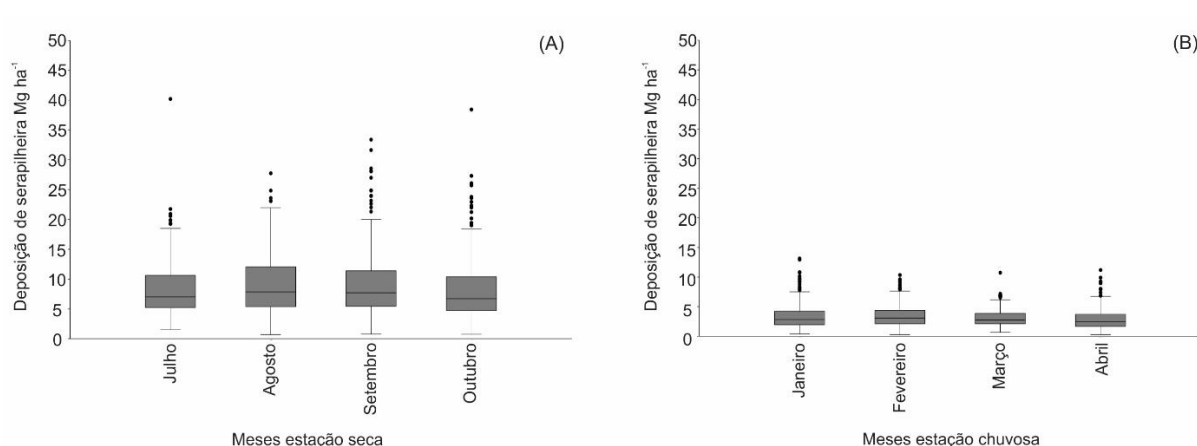 (A)
Deposição de serapilheira Mg ha⁻¹
50
45
40
35
30
25
20
15
10
5
0
Julho
Agosto
Setembro
Outubro
Meses estação seca
(B)
Deposição de serapilheira Mg ha⁻¹
50
45
40
35
30
25
20
15
10
5
0
Janeiro
Fevereiro
Março
Abril
Meses estação chuvosa